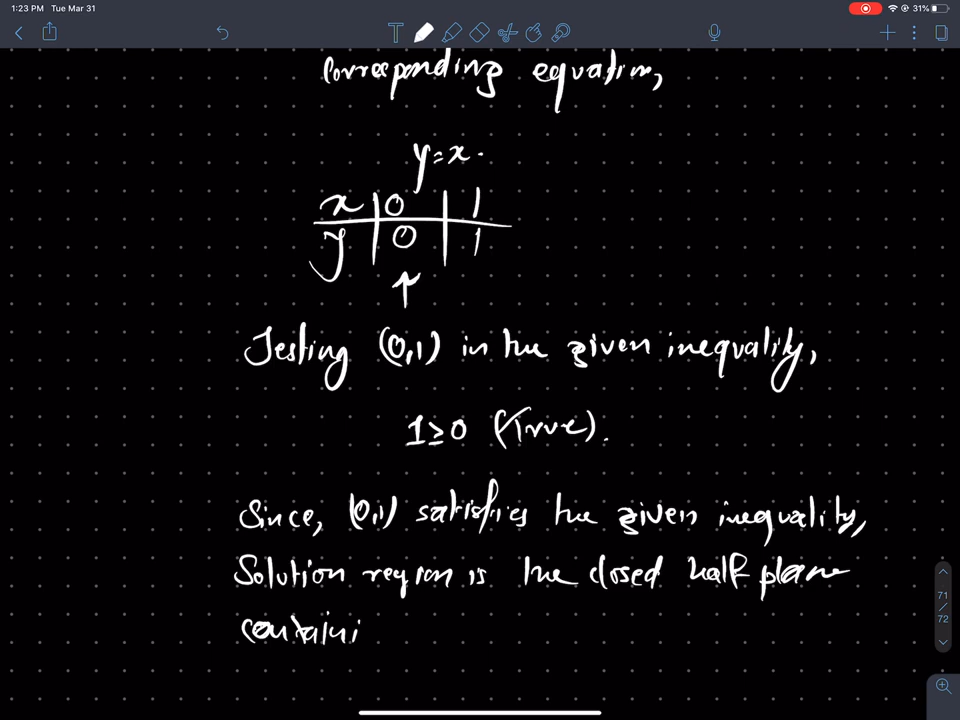 1:23 PM Tue Mar 31
31%
corresponding equation,
y=x.
x | 0 | 1
y | 0 | 1
Testing (0,1) in the given inequality,
1≥0 (True).
Since, (0,1) satisfies the given inequality,
Solution region is the closed half plane
containi
71
/
72